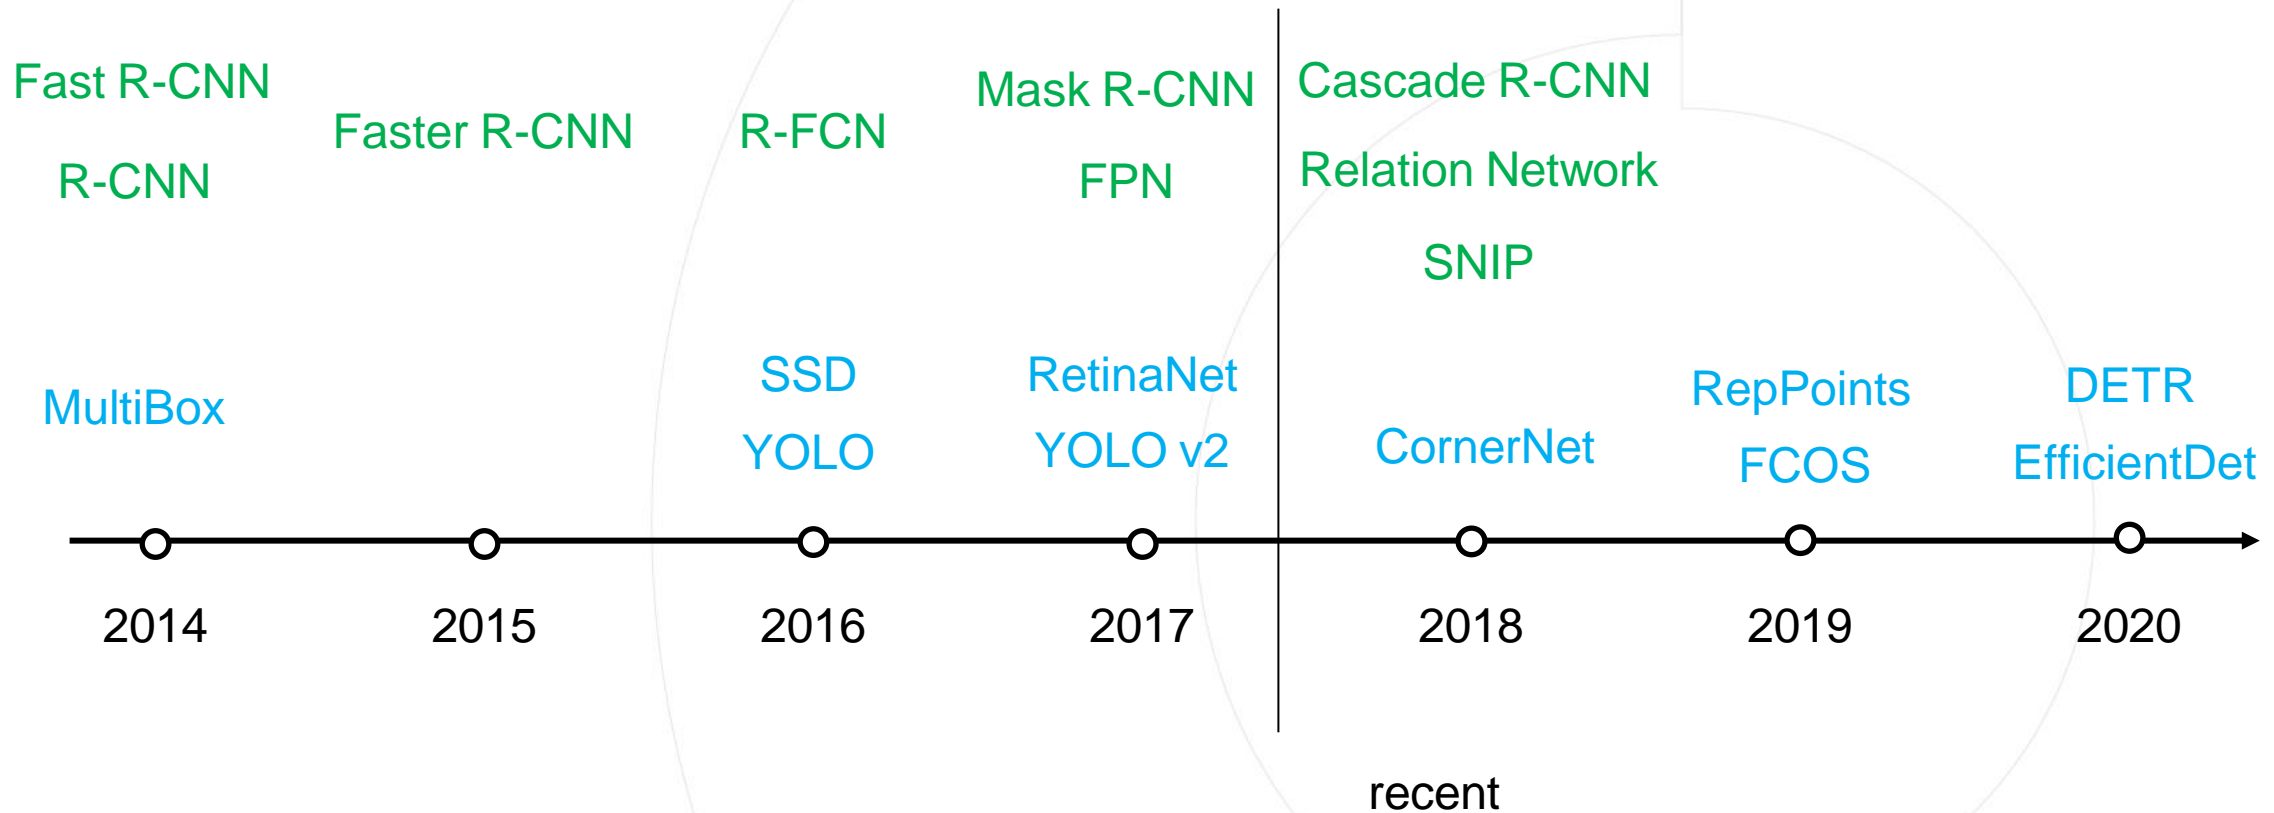 Fast R-CNN
R-CNN
Faster R-CNN
R-FCN
Mask R-CNN
FPN
Cascade R-CNN
Relation Network
SNIP
MultiBox
SSD
YOLO
RetinaNet
YOLO v2
CornerNet
RepPoints
FCOS
DETR
EfficientDet
2014
2015
2016
2017
2018
2019
2020
recent